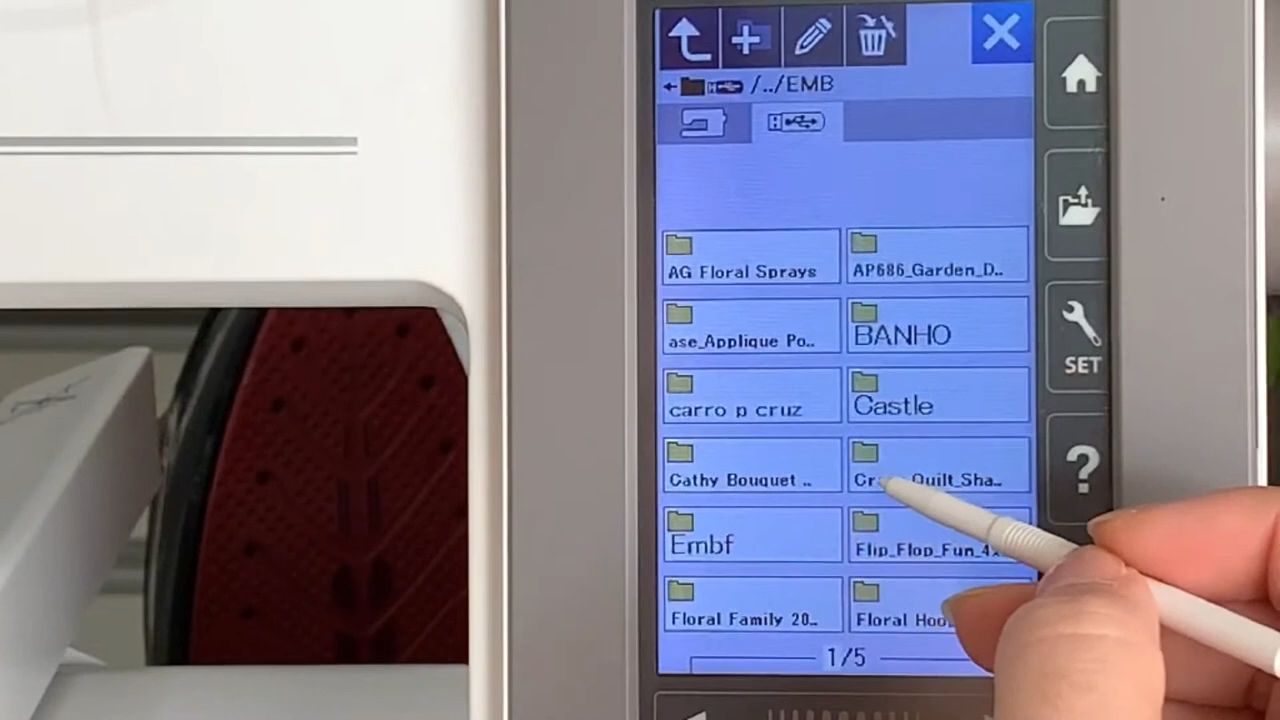 /../EMB
AG Floral Sprays
AP686_Garden_D..
ase_Applique Po..
BANHO
carro p cruz
Castle
Cathy Bouquet ..
Quilt_Sha..
Embf
Flip_Flop_Fun_4x
Floral Family 20..
Floral
1/5
SET
?